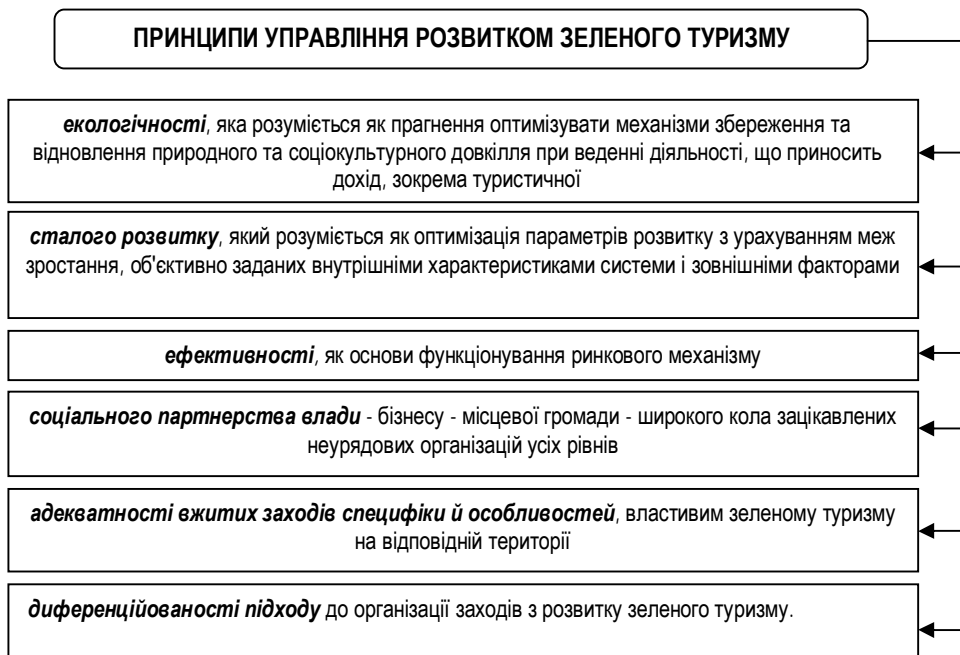 ПРИНЦИПИ УПРАВЛІННЯ РОЗВИТКОМ ЗЕЛЕНОГО ТУРИЗМУ
екологічності, яка розуміється як прагнення оптимізувати механізми збереження та
відновлення природного та соціокультурного довкілля при веденні діяльності, що приносить
дохід, зокрема туристичної
сталого розвитку, який розуміється як оптимізація параметрів розвитку з урахуванням меж
зростання, об'єктивно заданих внутрішніми характеристиками системи і зовнішніми факторами
ефективності, як основи функціонування ринкового механізму
соціального партнерства влади - бізнесу - місцевої громади - широкого кола зацікавлених
неурядових організацій усіх рівнів
адекватності вжитих заходів специфіки й особливостей, властивим зеленому туризму
на відповідній території
диференційованості підходу до організації заходів з розвитку зеленого туризму.